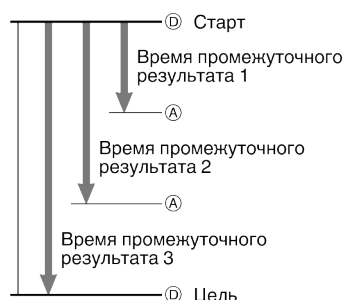 Ⓓ Старт
Время промежуточного
результата 1
Ⓐ
Время промежуточного
результата 2
Ⓐ
Время промежуточного
результата 3
Ⓓ Цель